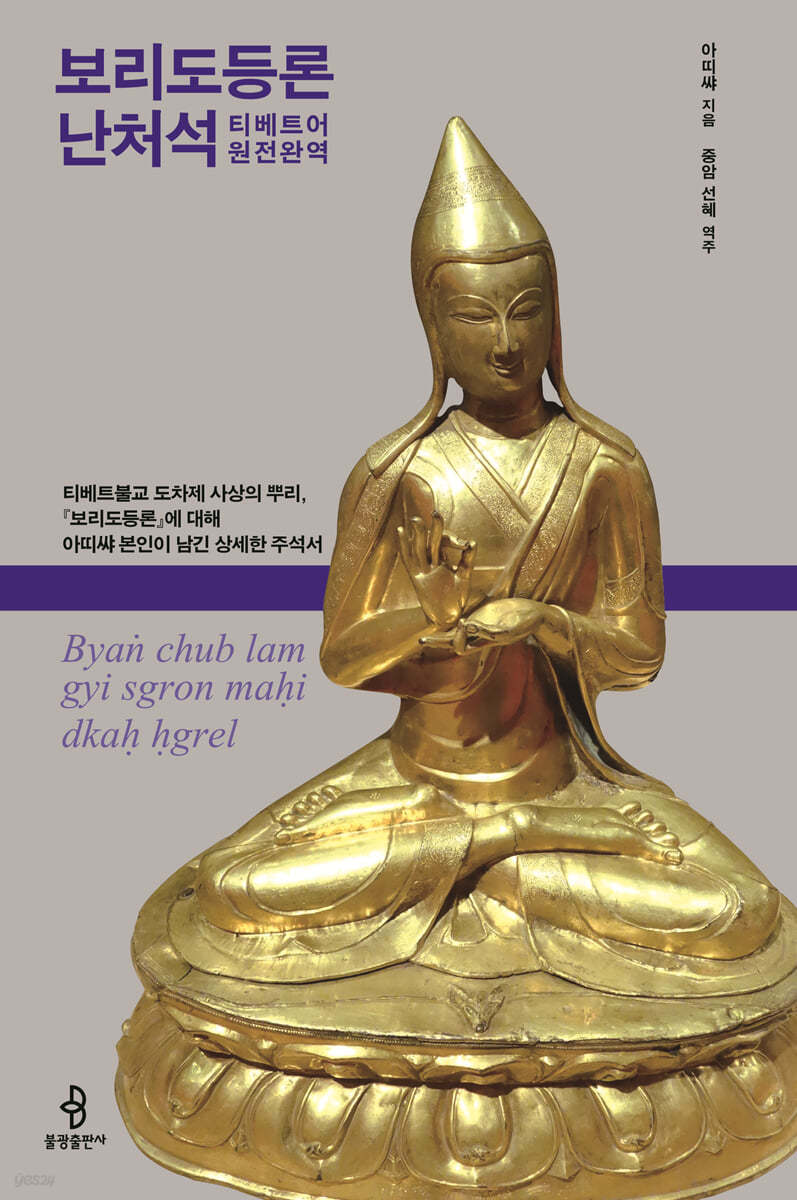 보리도등론
난처석 티베트어
원전완역
아띠쌰 지음 중암 선혜 역주
티베트불교 도차제 사상의 뿌리,
『보리도등론』에 대해
아띠쌰 본인이 남긴 상세한 주석서
Byaṅ chub lam
gyi sgron maḥi
dkaḥ ḥgrel
불광출판사
yes24